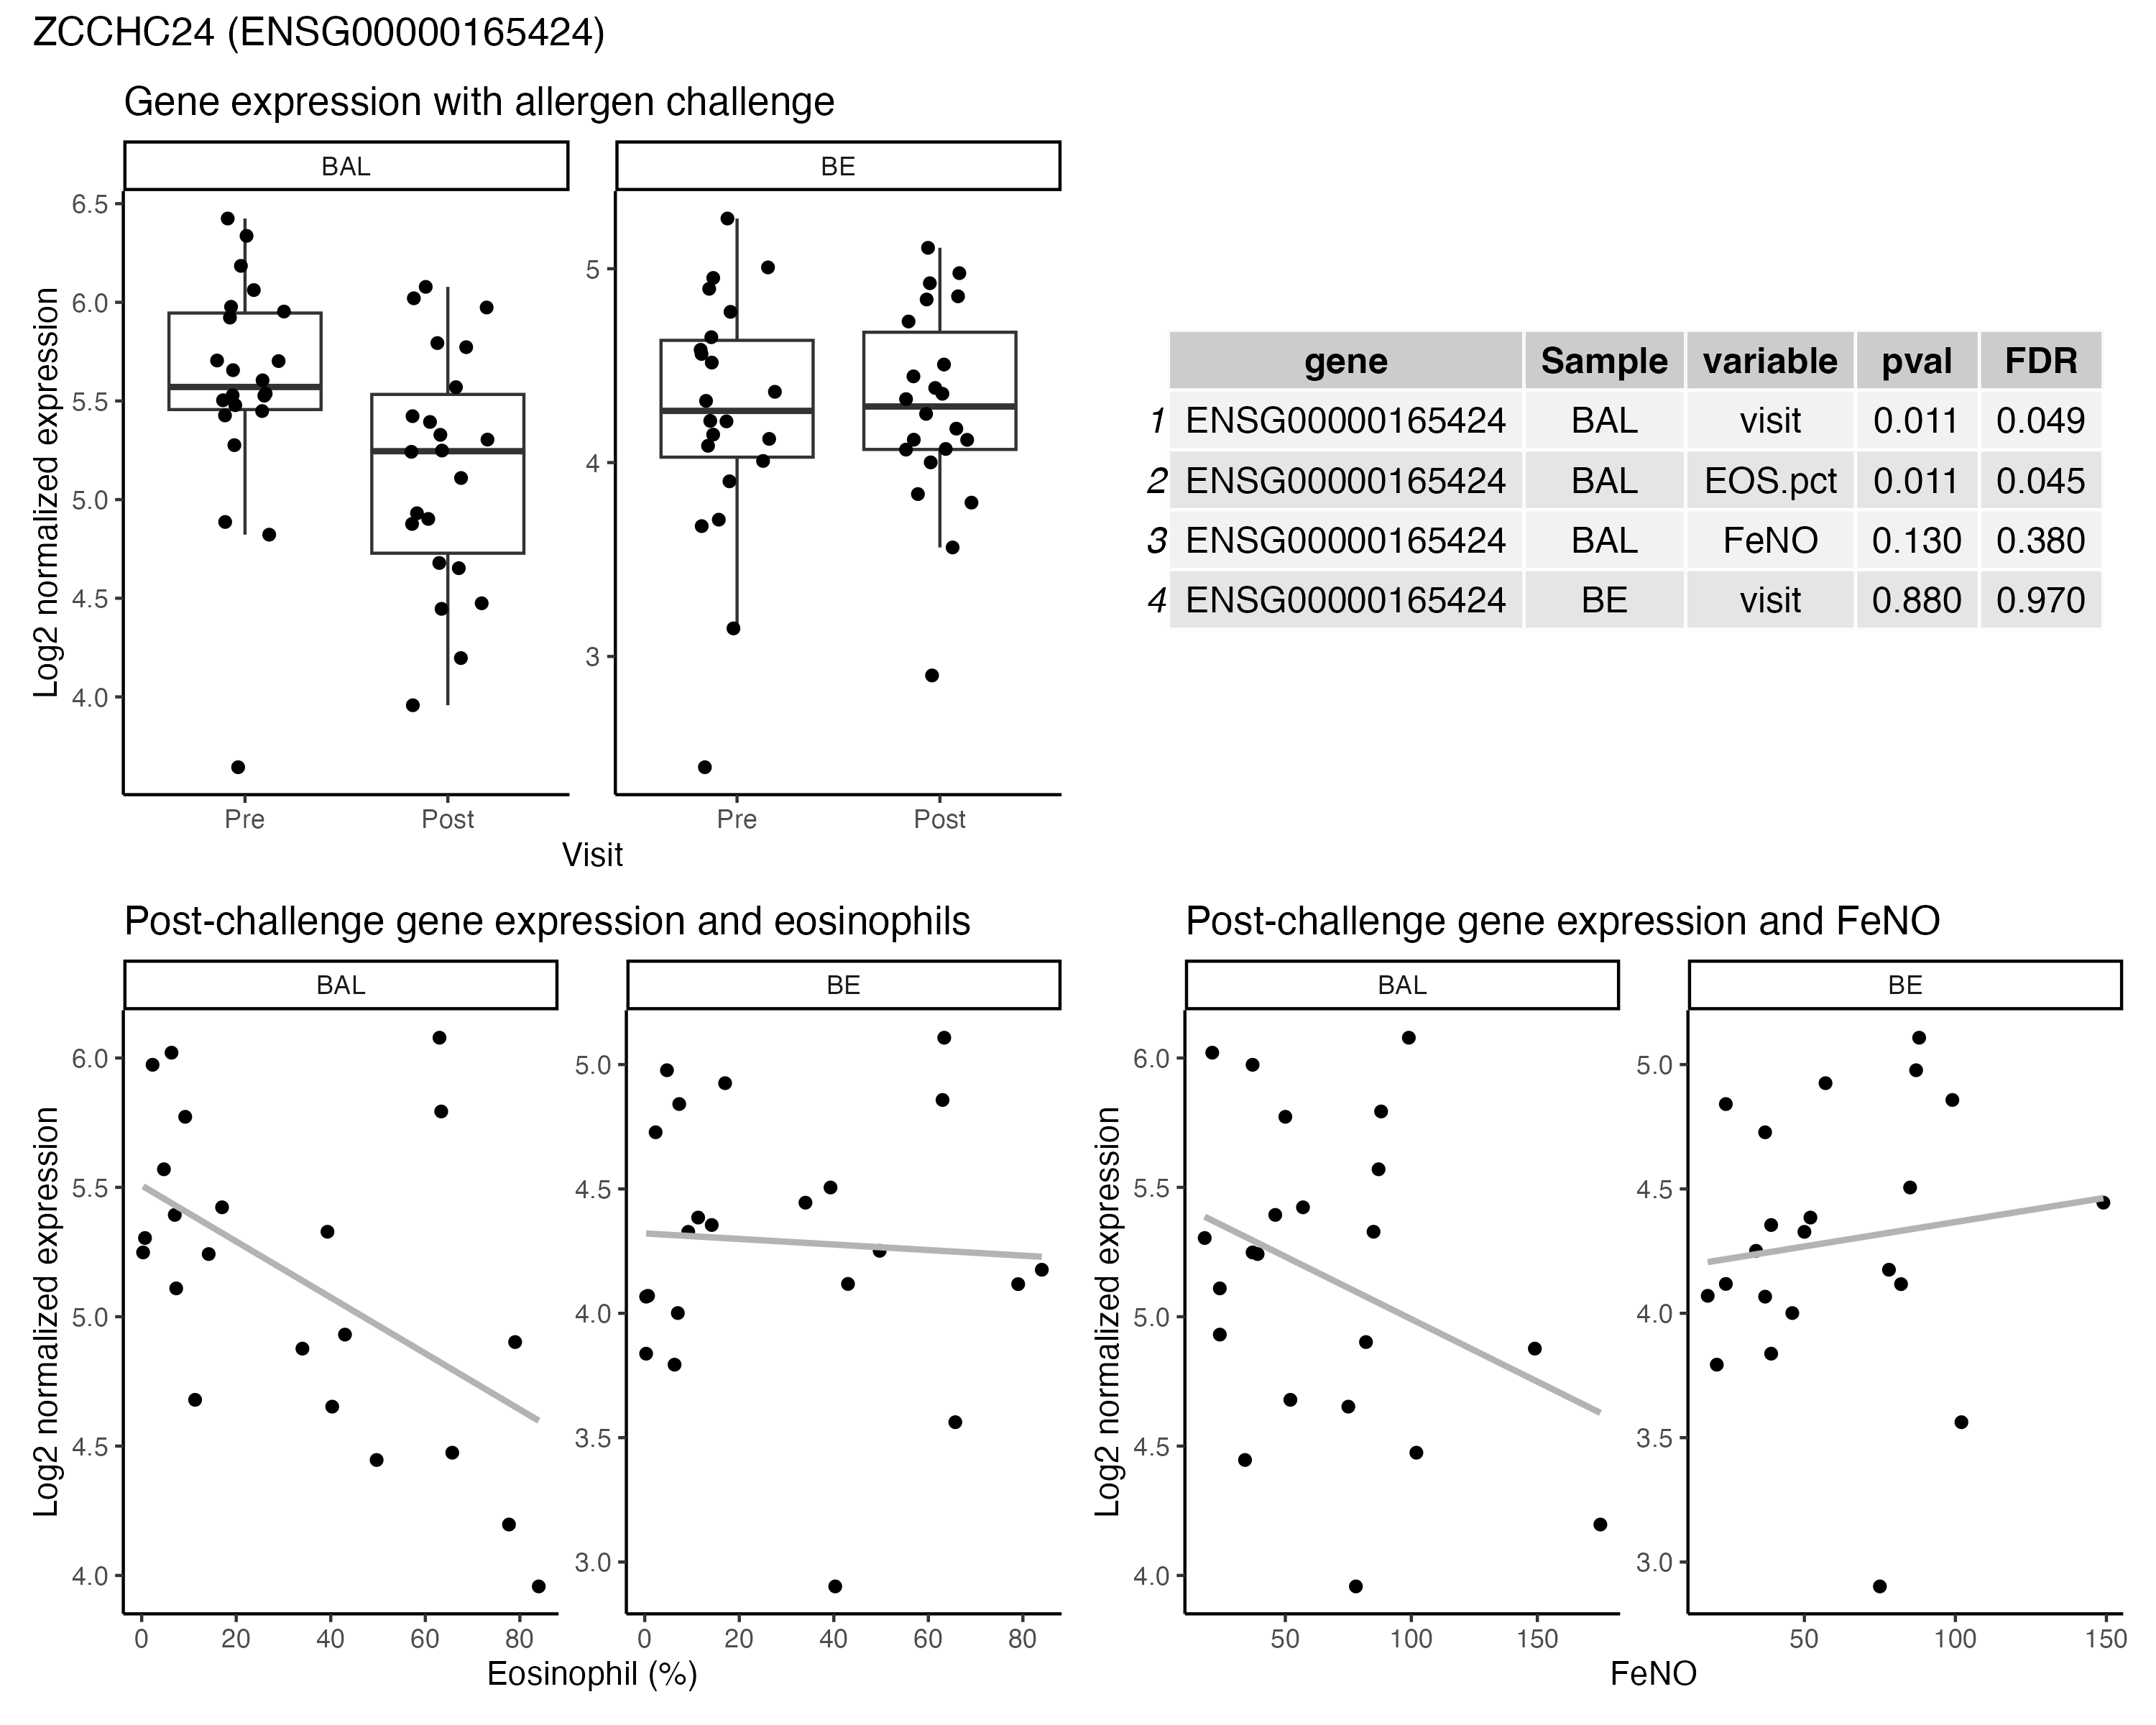 ZCCHC24 (ENSG00000165424)
Gene expression with allergen challenge
BAL BE
Log2 normalized expression
6.5
6.0
5.5
5.0
4.5
4.0
5
4
3
Pre Post Pre Post
Visit
gene Sample variable pval FDR
1 ENSG00000165424 BAL visit 0.011 0.049
2 ENSG00000165424 BAL EOS.pct 0.011 0.045
3 ENSG00000165424 BAL FeNO 0.130 0.380
4 ENSG00000165424 BE visit 0.880 0.970
Post-challenge gene expression and eosinophils
BAL BE
Log2 normalized expression
6.0
5.5
5.0
4.5
4.0
5.0
4.5
4.0
3.5
3.0
0 20 40 60 80 0 20 40 60 80
Eosinophil (%)
Post-challenge gene expression and FeNO
BAL BE
Log2 normalized expression
6.0
5.5
5.0
4.5
4.0
5.0
4.5
4.0
3.5
3.0
50 100 150 50 100 150
FeNO